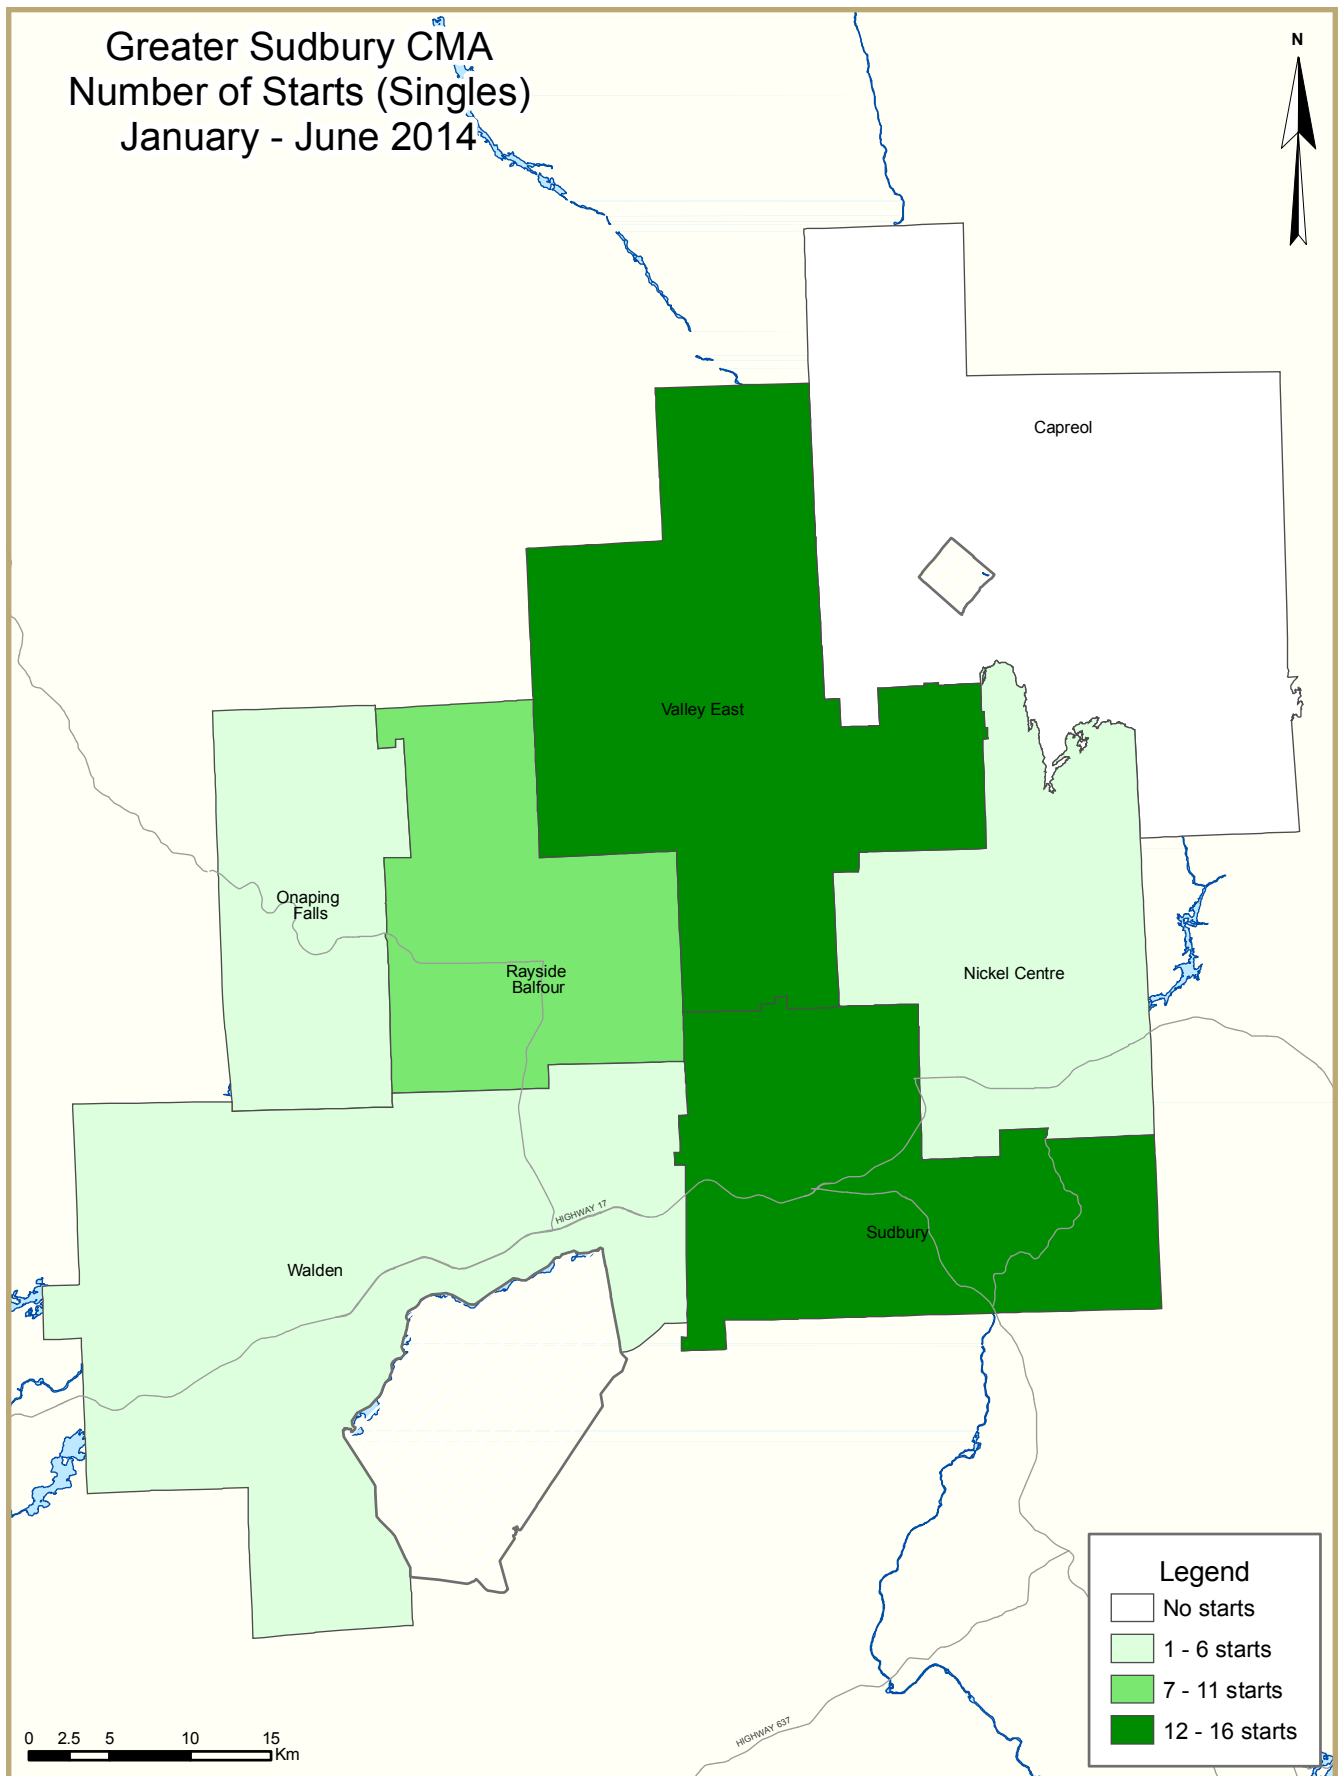 Greater Sudbury CMA
Number of Starts (Singles)
January - June 2014
N
Capreol
Valley East
Onaping
Falls
Rayside
Balfour
Nickel Centre
HIGHWAY 17
Sudbury
Walden
HIGHWAY 637
Legend
No starts
1 - 6 starts
7 - 11 starts
12 - 16 starts
0 2.5 5 10 15
Km